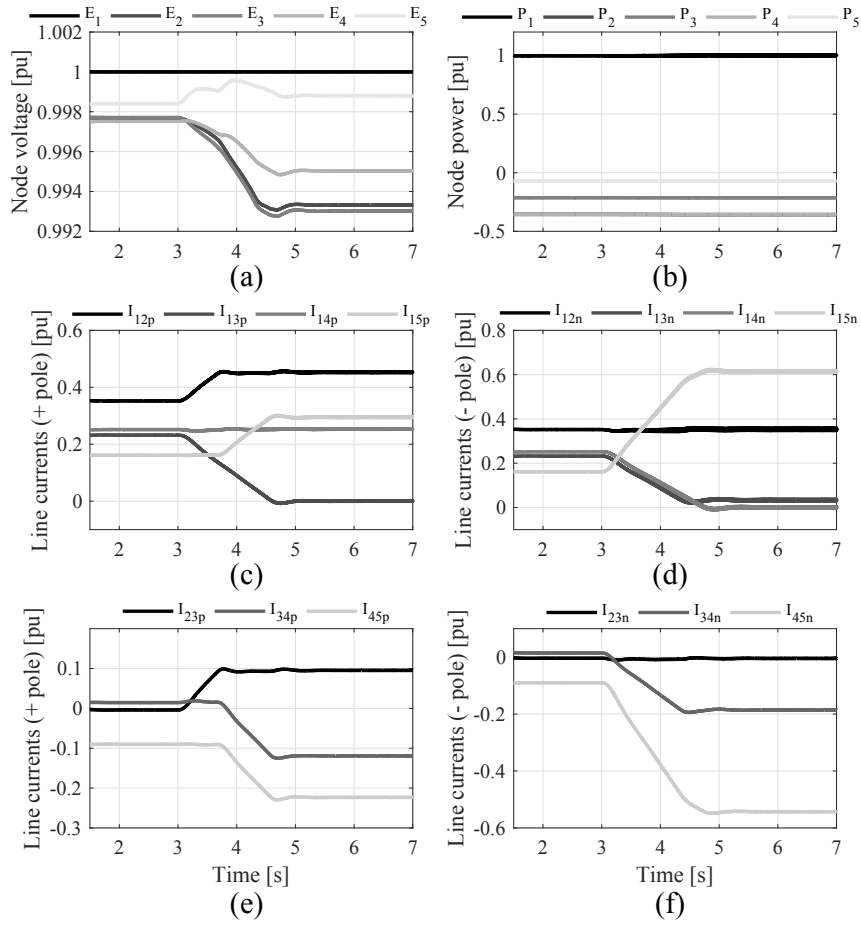 E1 E2 E3 E4 E5
Node voltage [pu]
1.002
1
0.998
0.996
0.994
0.992
2 3 4 5 6 7
(a)
P1 P2 P3 P4 P5
Node power [pu]
1
0.5
0
-0.5
2 3 4 5 6 7
(b)
I12p I13p I14p I15p
Line currents (+ pole) [pu]
0.6
0.4
0.2
0
2 3 4 5 6 7
(c)
I12n I13n I14n I15n
Line currents (- pole) [pu]
0.8
0.6
0.4
0.2
0
2 3 4 5 6 7
(d)
I23p I34p I45p
Line currents (+ pole) [pu]
0.1
0
-0.1
-0.2
-0.3
2 3 4 5 6 7
Time [s]
(e)
I23n I34n I45n
Line currents (- pole) [pu]
0
-0.2
-0.4
-0.6
2 3 4 5 6 7
Time [s]
(f)